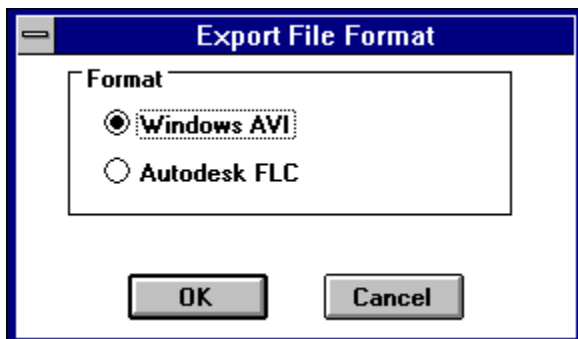 Export File Format
Format
Windows AVI
Autodesk FLC
OK Cancel